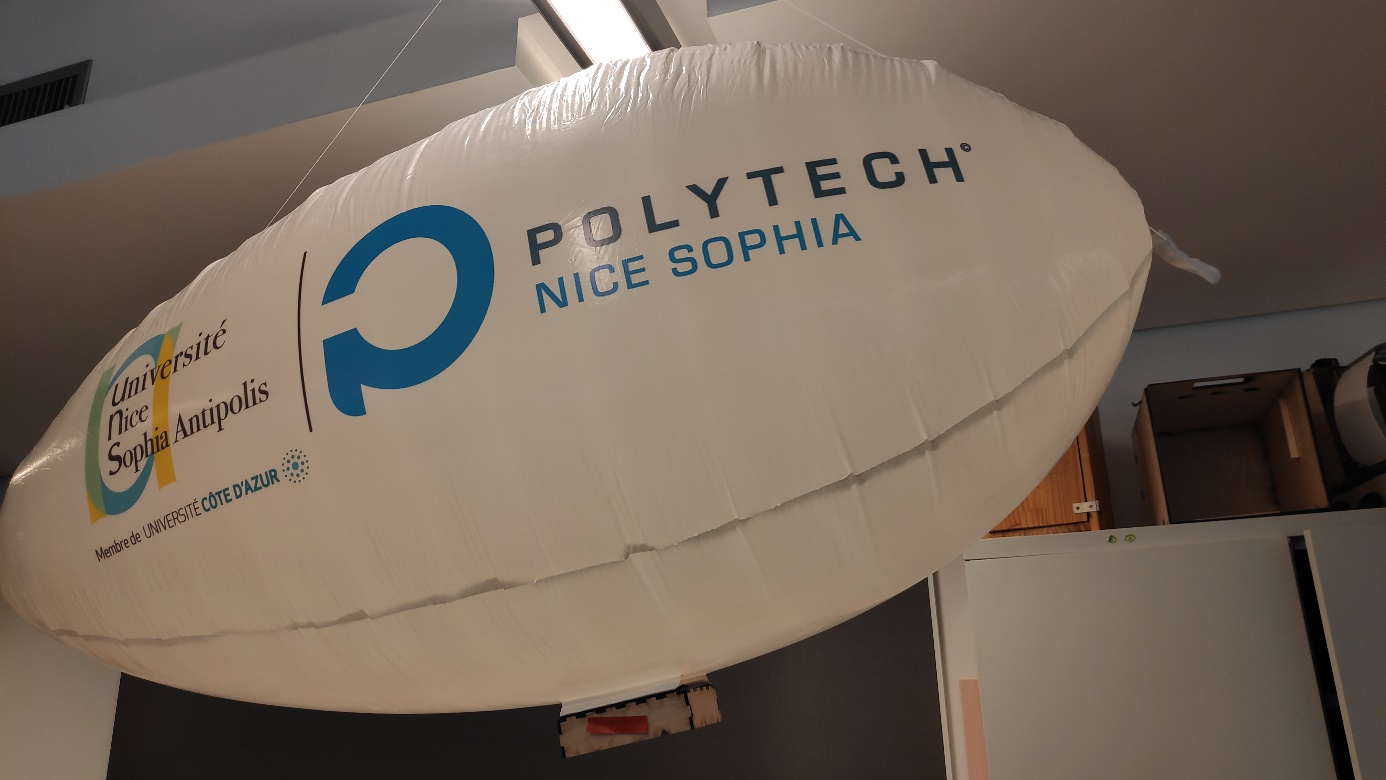 Université
nice
Sophia Antipolis
Membre de UNIVERSITÉ CÔTE D'AZUR
POLYTECH
NICE SOPHIA